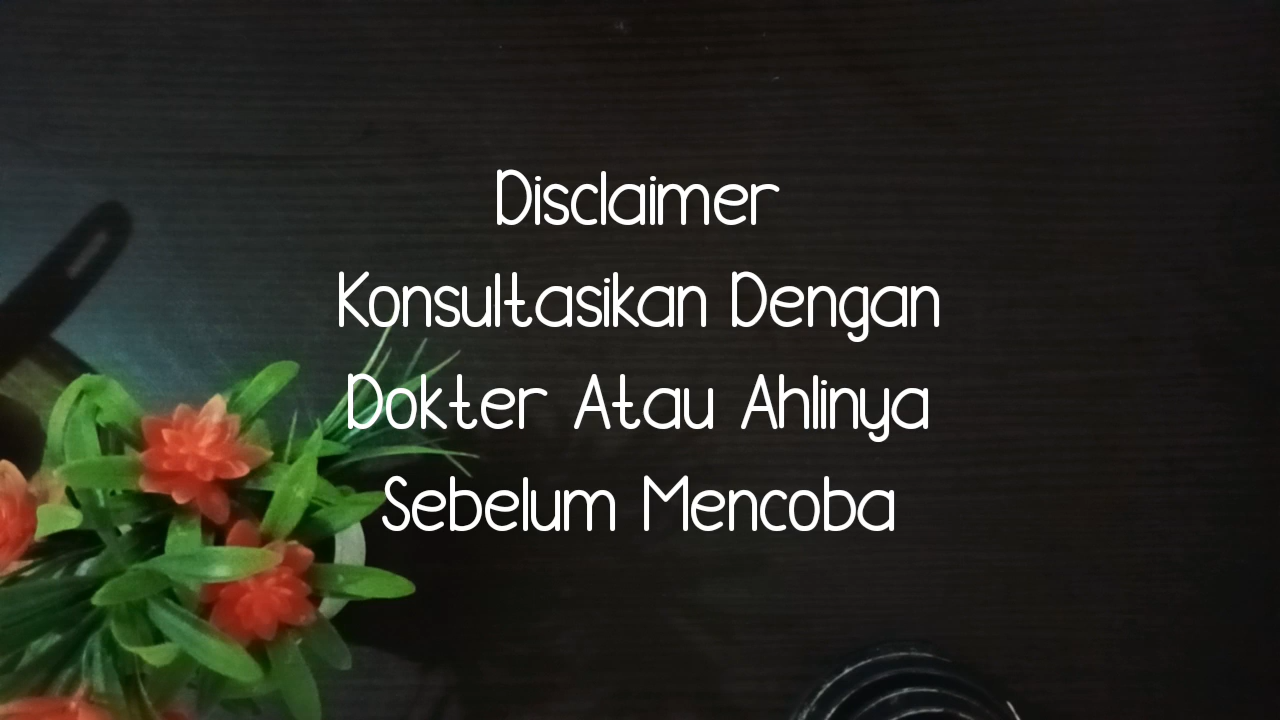 Disclaimer
Konsultasikan Dengan
Dokter Atau Ahlinya
Sebelum Mencoba